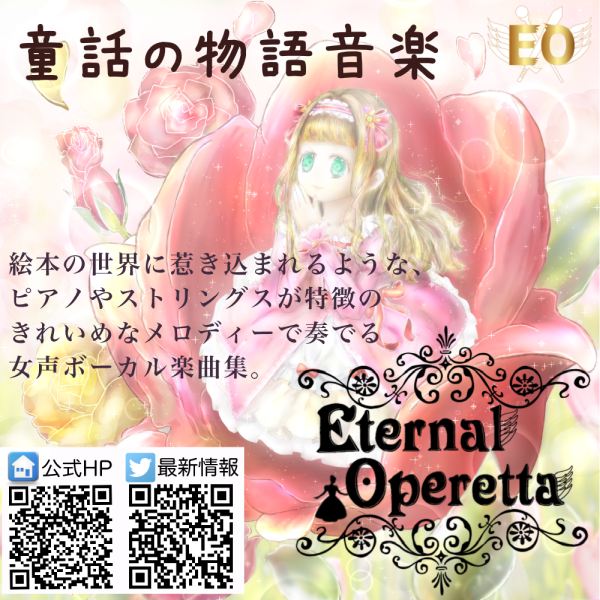 童話の物語音楽
EO
絵本の世界に惹き込まれるような、
ピアノやストリングスが特徴の
きれいめなメロディーで奏でる
女声ボーカル楽曲集。
Eternal
Operetta
公式HP
最新情報